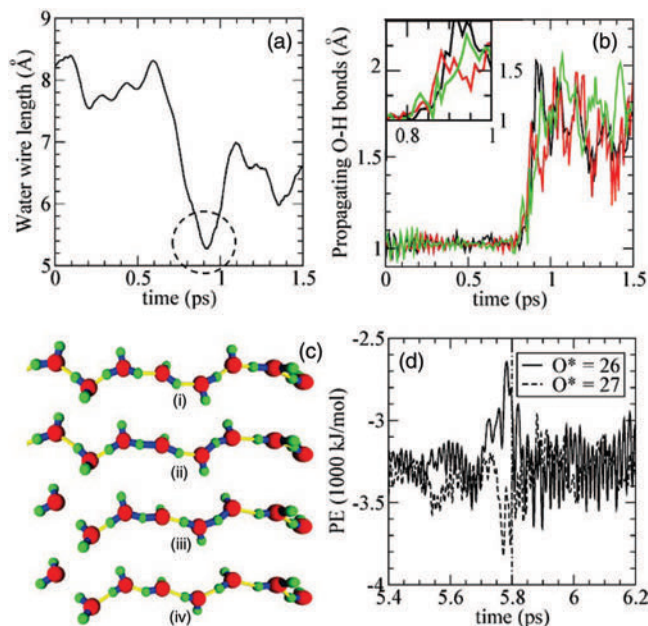 (a)
Water wire length (Å)
9
8
7
6
5
0
0.5
1
1.5
time (ps)
(b)
Propagating O-H bonds (Å)
2
1.5
1
0.8
1
1.5
1
0
0.5
1
1.5
time (ps)
(c)
(i)
(ii)
(iii)
(iv)
(d)
PE (1000 kJ/mol)
-2.5
-3
-3.5
-4
O* = 26
O* = 27
5.4
5.6
5.8
6
6.2
time (ps)